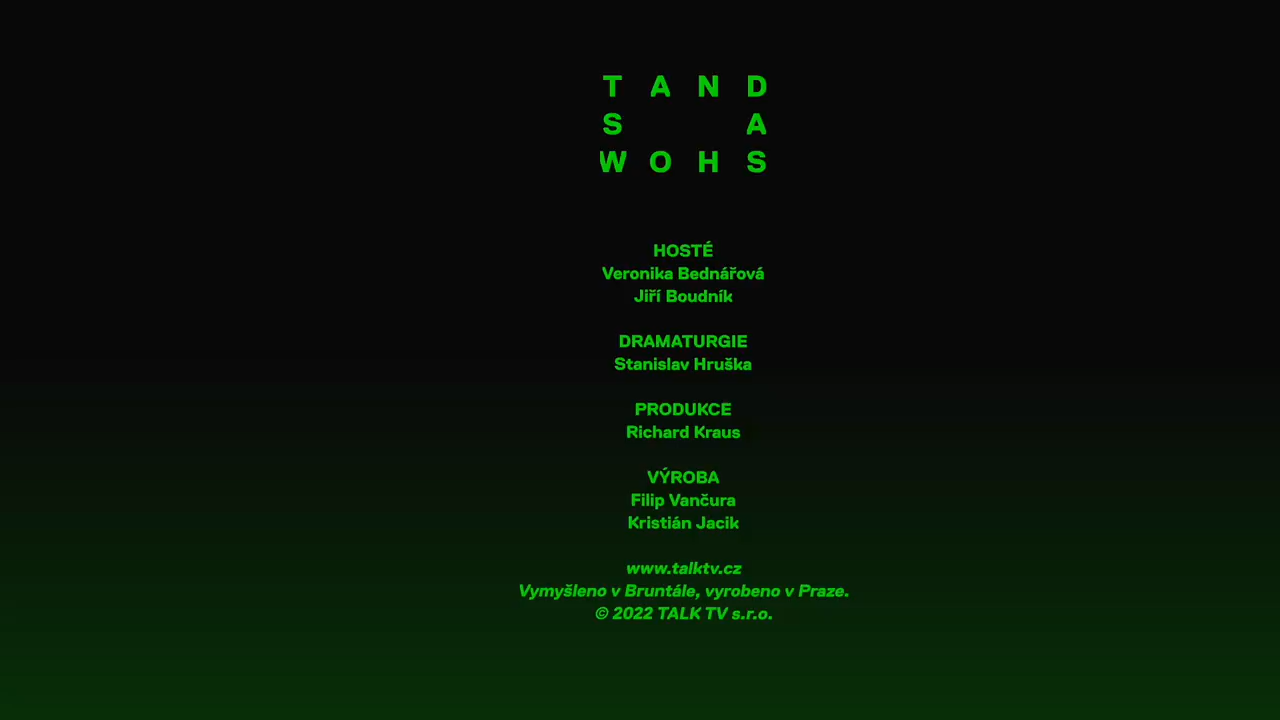 T A N D
S A
W O H S
HOSTÉ
Veronika Bednářová
Jiří Boudník
DRAMATURGIE
Stanislav Hruška
PRODUKCE
Richard Kraus
VÝROBA
Filip Vančura
Kristián Jacik
www.talktv.cz
Vymyšleno v Bruntále, vyrobeno v Praze.
© 2022 TALK TV s.r.o.